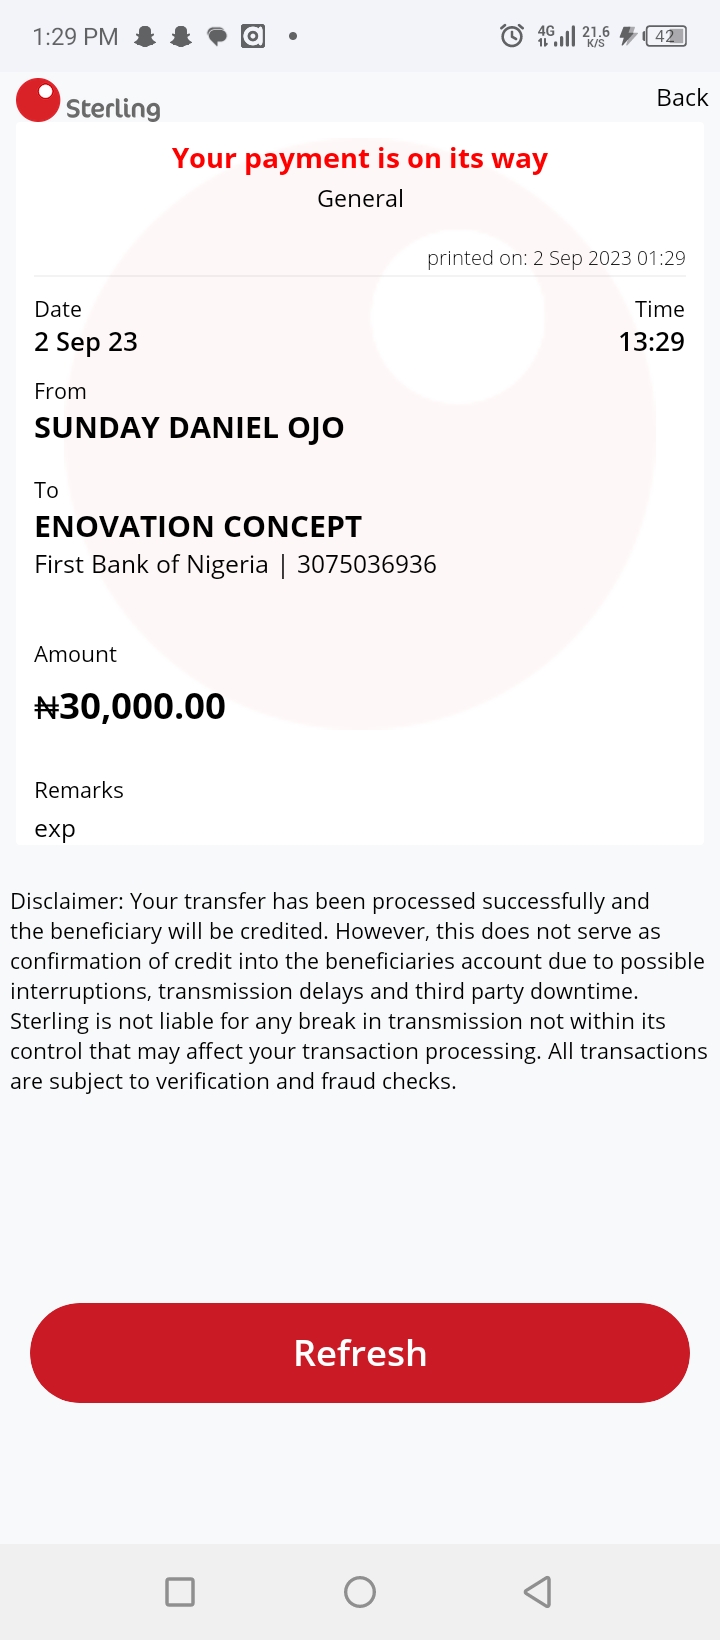 1:29 PM
4G 21.6 K/S 42
Sterling
Back
Your payment is on its way
General
printed on: 2 Sep 2023 01:29
Date Time
2 Sep 23 13:29
From
SUNDAY DANIEL OJO
To
ENOVATION CONCEPT
First Bank of Nigeria | 3075036936
Amount
₦30,000.00
Remarks
exp
Disclaimer: Your transfer has been processed successfully and
the beneficiary will be credited. However, this does not serve as
confirmation of credit into the beneficiaries account due to possible
interruptions, transmission delays and third party downtime.
Sterling is not liable for any break in transmission not within its
control that may affect your transaction processing. All transactions
are subject to verification and fraud checks.
Refresh